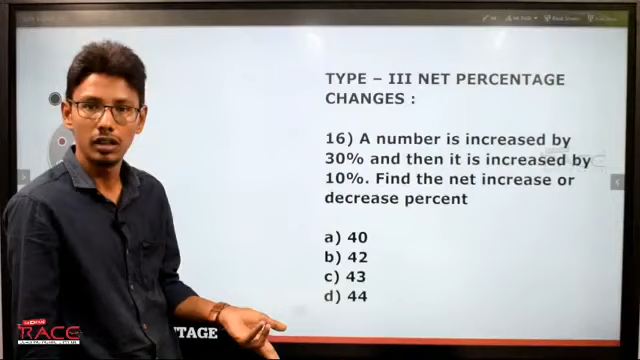 TYPE – III NET PERCENTAGE
CHANGES :
16) A number is increased by
30% and then it is increased by
10%. Find the net increase or
decrease percent
a) 40
b) 42
c) 43
d) 44
RACE
NTAGE